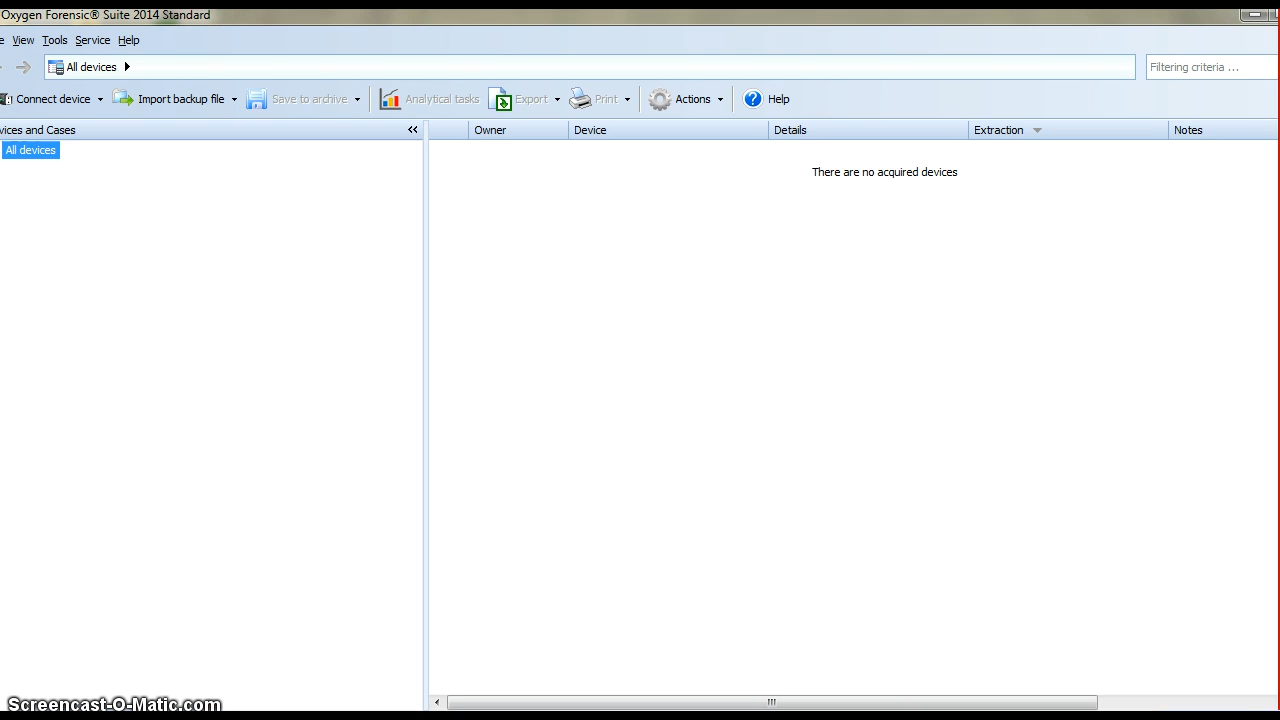 Oxygen Forensic® Suite 2014 Standard
View Tools Service Help
All devices
Filtering criteria ...
Connect device Import backup file Save to archive Analytical tasks Export Print Actions Help
vices and Cases Owner Device Details Extraction Notes
All devices
There are no acquired devices
Screencast-O-Matic.com